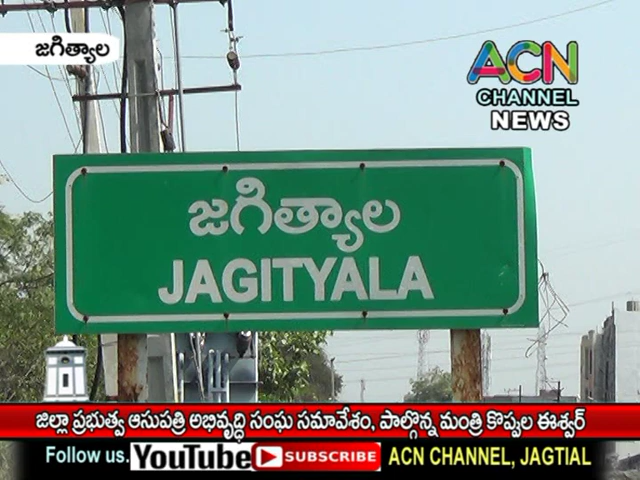 జగిత్యాల
ACN
CHANNEL
NEWS
జగిత్యాల
JAGITYALA
జిల్లా ప్రభుత్వ ఆసుపత్రి అభివృద్ధి సంఘ సమావేశం, పాల్గొన్న మంత్రి కొప్పుల ఈశ్వర్
Follow us. YouTube SUBSCRIBE ACN CHANNEL, JAGTIAL